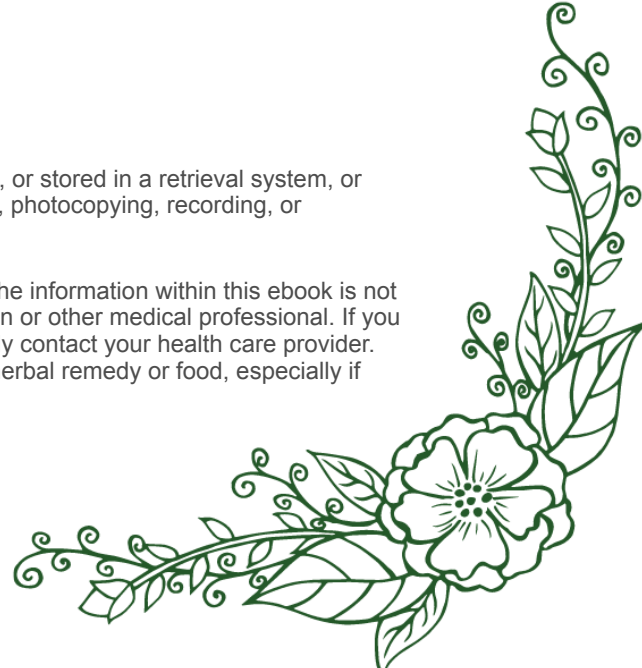 , or stored in a retrieval system, or
, photocopying, recording, or
he information within this ebook is not
n or other medical professional. If you
y contact your health care provider.
erbal remedy or food, especially if